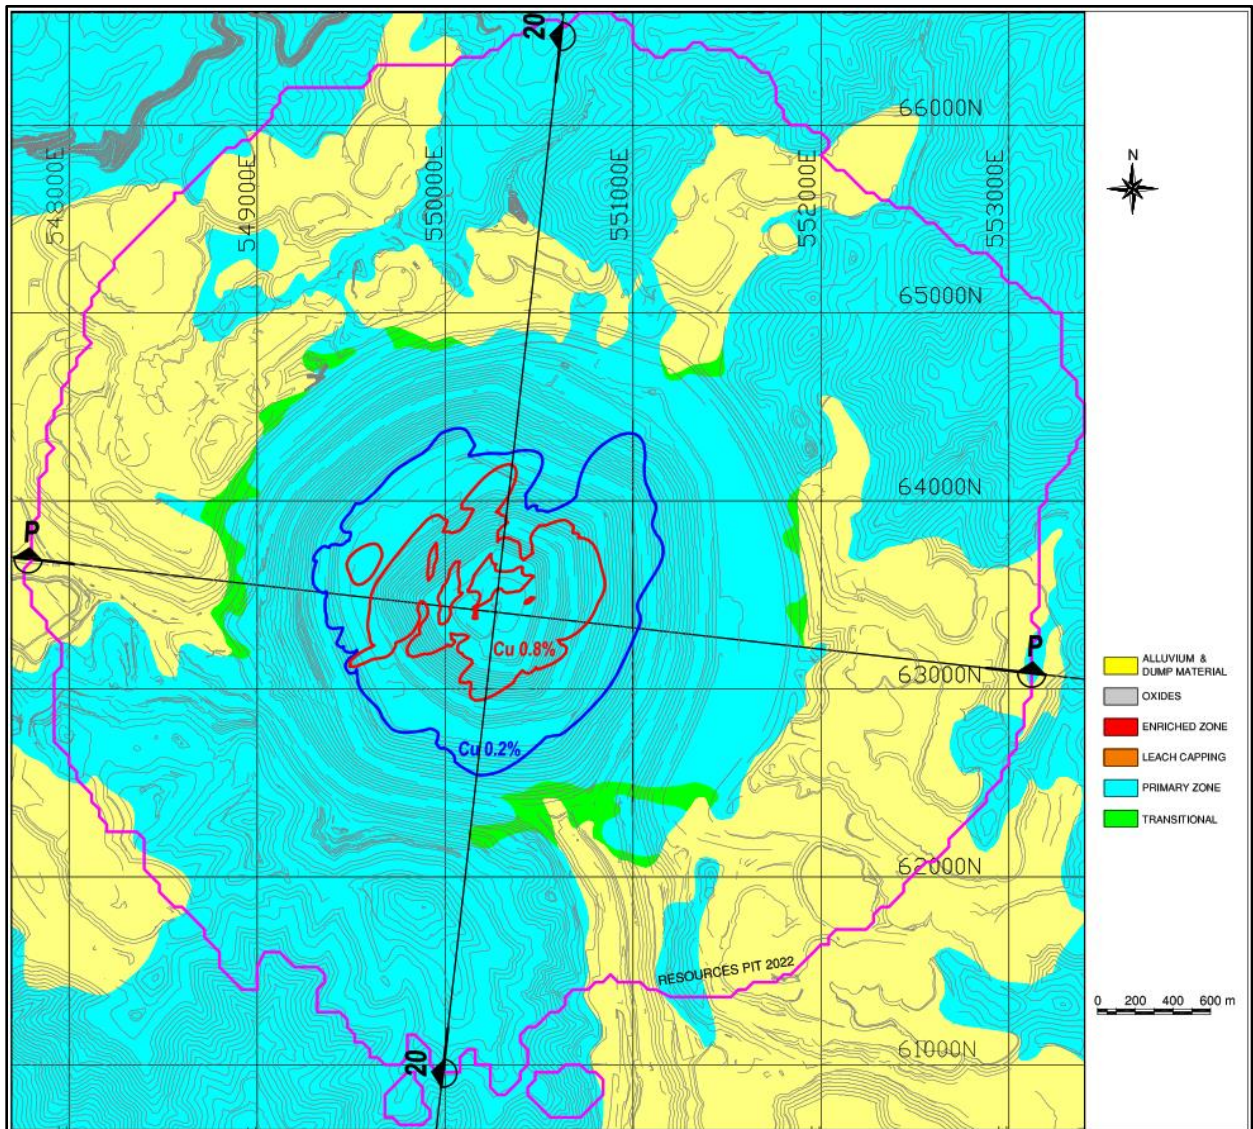 20
66000N
N
548000E
549000E
550000E
551000E
552000E
553000E
65000N
64000N
P
P
Cu 0.8%
63000N
Cu 0.2%
ALLUVIUM &
DUMP MATERIAL
OXIDES
ENRICHED ZONE
LEACH CAPPING
PRIMARY ZONE
TRANSITIONAL
62000N
RESOURCES PIT 2022
0 200 400 600 m
61000N
20